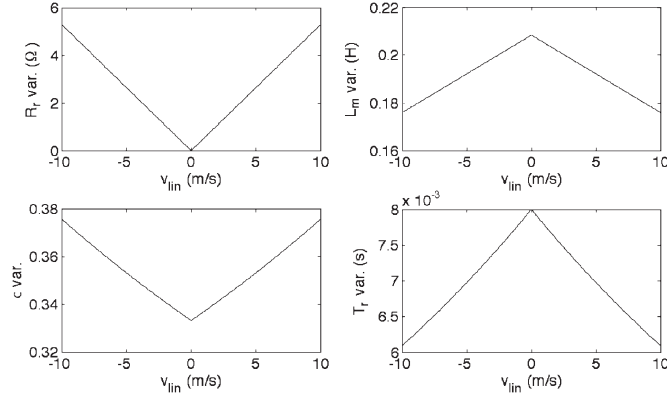 R_r var. (Ω)
6
4
2
0
-10 -5 0 5 10
v_lin (m/s)
L_m var. (H)
0.22
0.2
0.18
0.16
-10 -5 0 5 10
v_lin (m/s)
σ var.
0.38
0.36
0.34
0.32
-10 -5 0 5 10
v_lin (m/s)
x 10^-3
T_r var. (s)
8
7.5
7
6.5
6
-10 -5 0 5 10
v_lin (m/s)